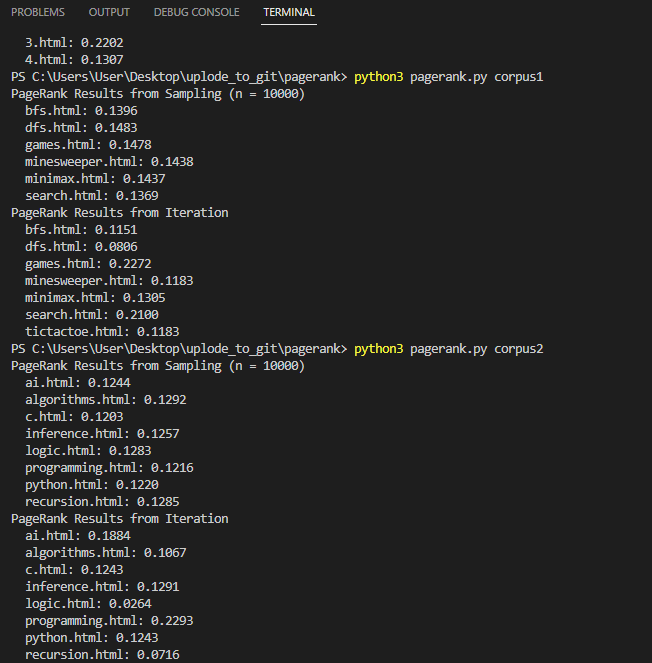 PROBLEMS OUTPUT DEBUG CONSOLE TERMINAL
3.html: 0.2202
4.html: 0.1307
PS C:\Users\User\Desktop\uplode_to_git\pagerank> python3 pagerank.py corpus1
PageRank Results from Sampling (n = 10000)
bfs.html: 0.1396
dfs.html: 0.1483
games.html: 0.1478
minesweeper.html: 0.1438
minimax.html: 0.1437
search.html: 0.1369
PageRank Results from Iteration
bfs.html: 0.1151
dfs.html: 0.0806
games.html: 0.2272
minesweeper.html: 0.1183
minimax.html: 0.1305
search.html: 0.2100
tictactoe.html: 0.1183
PS C:\Users\User\Desktop\uplode_to_git\pagerank> python3 pagerank.py corpus2
PageRank Results from Sampling (n = 10000)
ai.html: 0.1244
algorithms.html: 0.1292
c.html: 0.1203
inference.html: 0.1257
logic.html: 0.1283
programming.html: 0.1216
python.html: 0.1220
recursion.html: 0.1285
PageRank Results from Iteration
ai.html: 0.1884
algorithms.html: 0.1067
c.html: 0.1243
inference.html: 0.1291
logic.html: 0.0264
programming.html: 0.2293
python.html: 0.1243
recursion.html: 0.0716